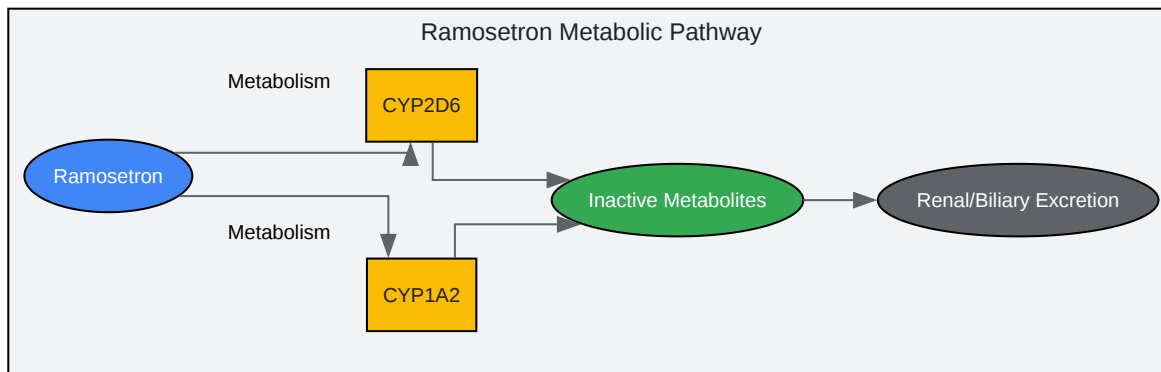 Ramosetron Metabolic Pathway
Metabolism
CYP2D6
Ramosetron
Inactive Metabolites
Renal/Biliary Excretion
Metabolism
CYP1A2